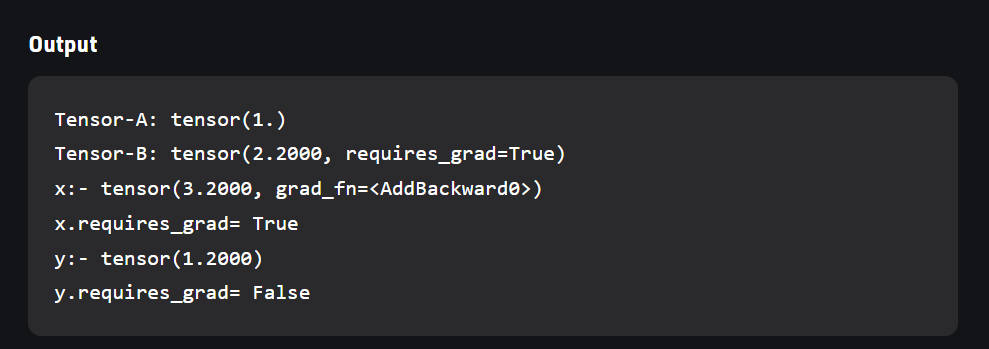 Output
Tensor-A: tensor(1.)
Tensor-B: tensor(2.2000, requires_grad=True)
x:- tensor(3.2000, grad_fn=<AddBackward0>)
x.requires_grad= True
y:- tensor(1.2000)
y.requires_grad= False